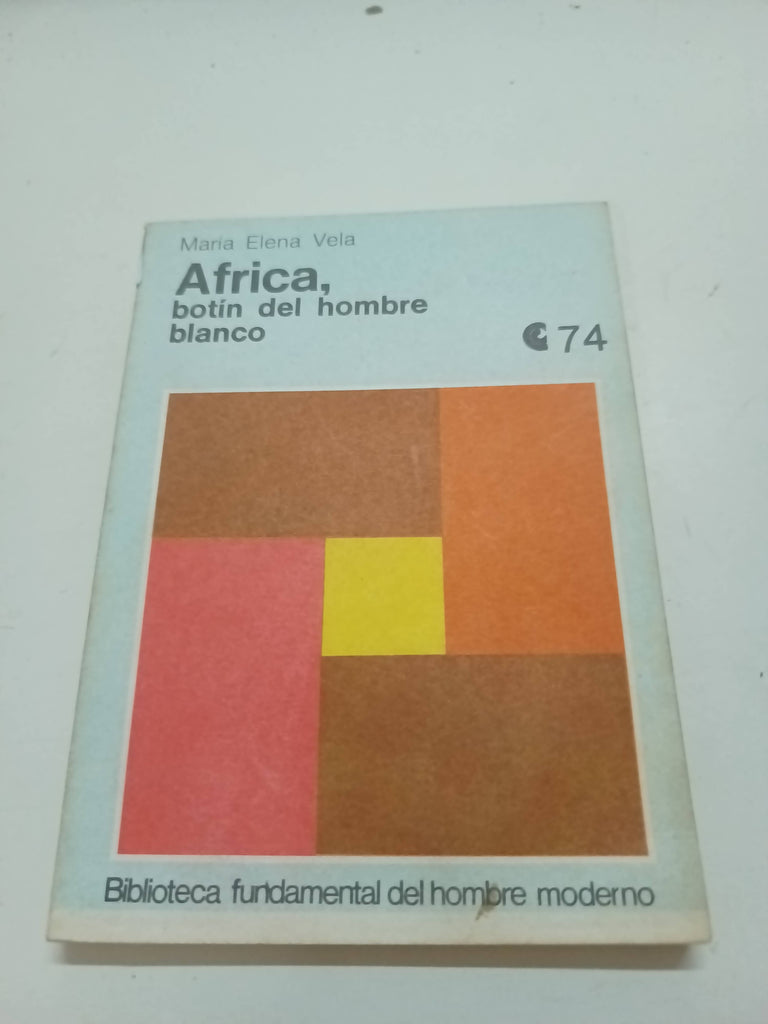 María Elena Vela
Africa,
botín del hombre
blanco
74
Biblioteca fundamental del hombre moderno